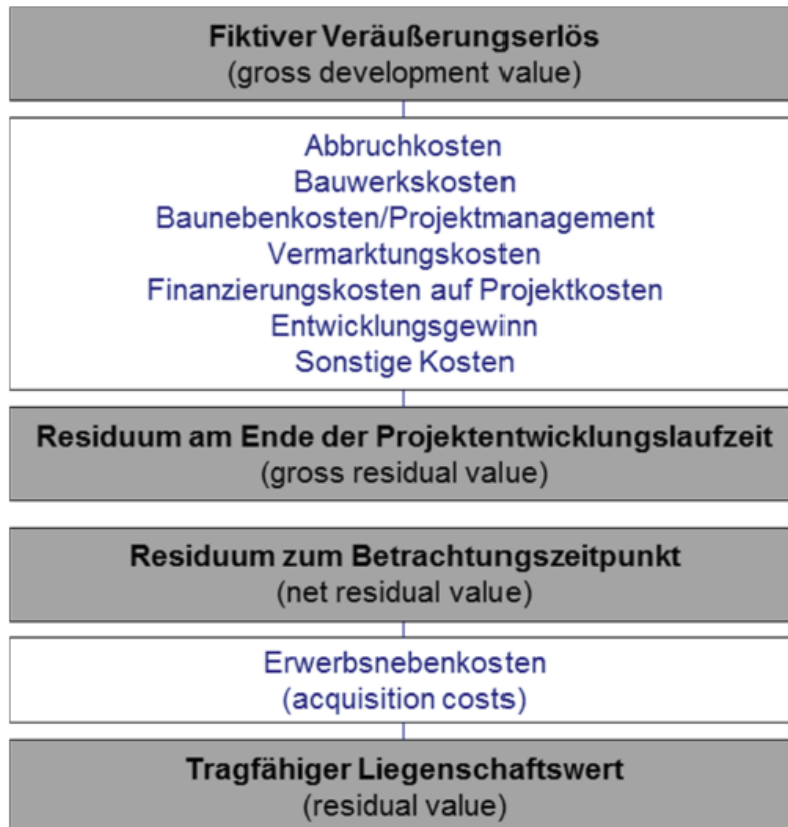 Fiktiver Veräußerungserlös
(gross development value)
Abbruchkosten
Bauwerkskosten
Baunebenkosten/Projektmanagement
Vermarktungskosten
Finanzierungskosten auf Projektkosten
Entwicklungsgewinn
Sonstige Kosten
Residuum am Ende der Projektentwicklungslaufzeit
(gross residual value)
Residuum zum Betrachtungszeitpunkt
(net residual value)
Erwerbsnebenkosten
(acquisition costs)
Tragfähiger Liegenschaftswert
(residual value)